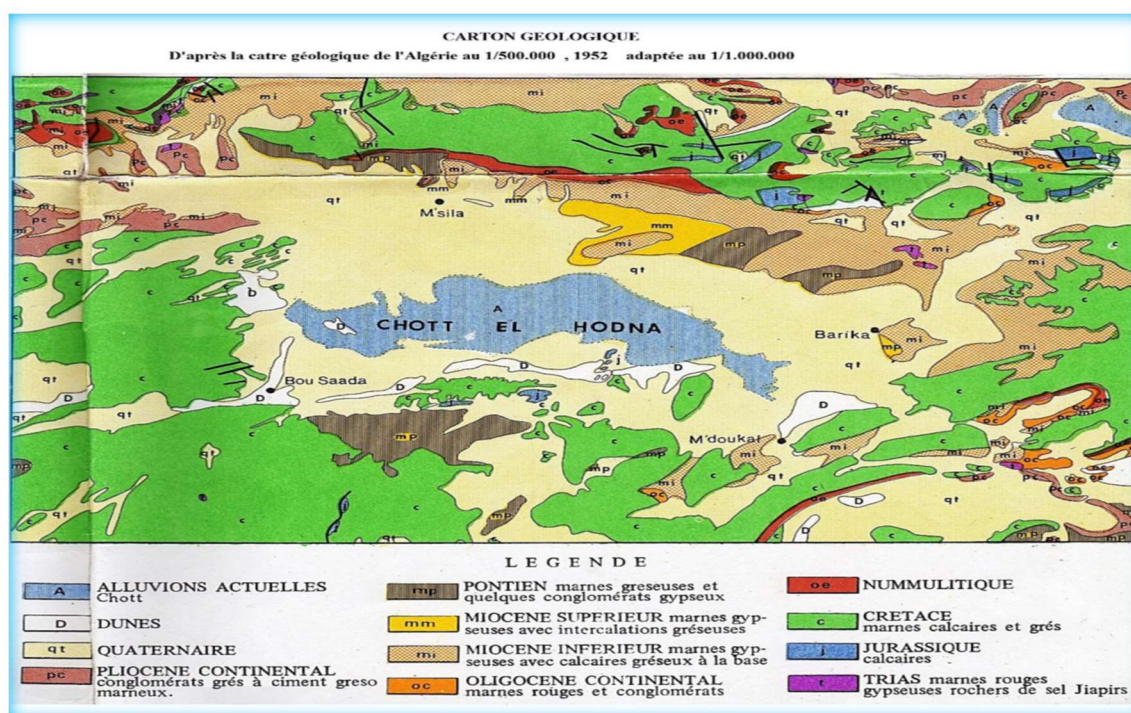 CARTON GEOLOGIQUE
D'après la catre géologique de l'Algérie au 1/500.000 , 1952 adaptée au 1/1.000.000
M'sila
CHOTT EL HODNA
Barika
Bou Saada
M'doukal
LEGENDE
A ALLUVIONS ACTUELLES
Chott
D DUNES
qt QUATERNAIRE
pc PLIOCENE CONTINENTAL
conglomérats grés à ciment greso
marneux.
mp PONTIEN marnes greseuses et
quelques conglomérats gypseux
mm MIOCENE SUPERIEUR marnes gyp-
seuses avec intercalations gréseuses
mi MIOCENE INFERIEUR marnes gyp-
seuses avec calcaires gréseux à la base
oc OLIGOCENE CONTINENTAL
marnes rouges et conglomérats
oe NUMMULITIQUE
c CRETACE
marnes calcaires et grés
j JURASSIQUE
calcaires
t TRIAS marnes rouges
gypseuses rochers de sel Jiapirs